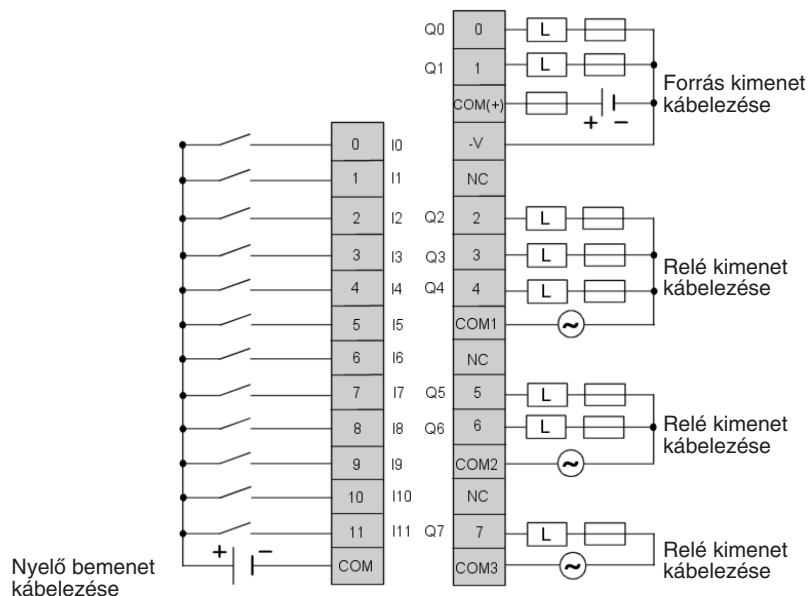 Q0 0 L
Q1 1 L
COM(+)
+ −
Forrás kimenet
kábelezése
-V
NC
Q2 2 L
Q3 3 L
Q4 4 L
COM1 ~
Relé kimenet
kábelezése
NC
Q5 5 L
Q6 6 L
COM2 ~
Relé kimenet
kábelezése
NC
Q7 7 L
COM3 ~
Relé kimenet
kábelezése
0 I0
1 I1
2 I2
3 I3
4 I4
5 I5
6 I6
7 I7
8 I8
9 I9
10 I10
11 I11
+ − COM
Nyelő bemenet
kábelezése